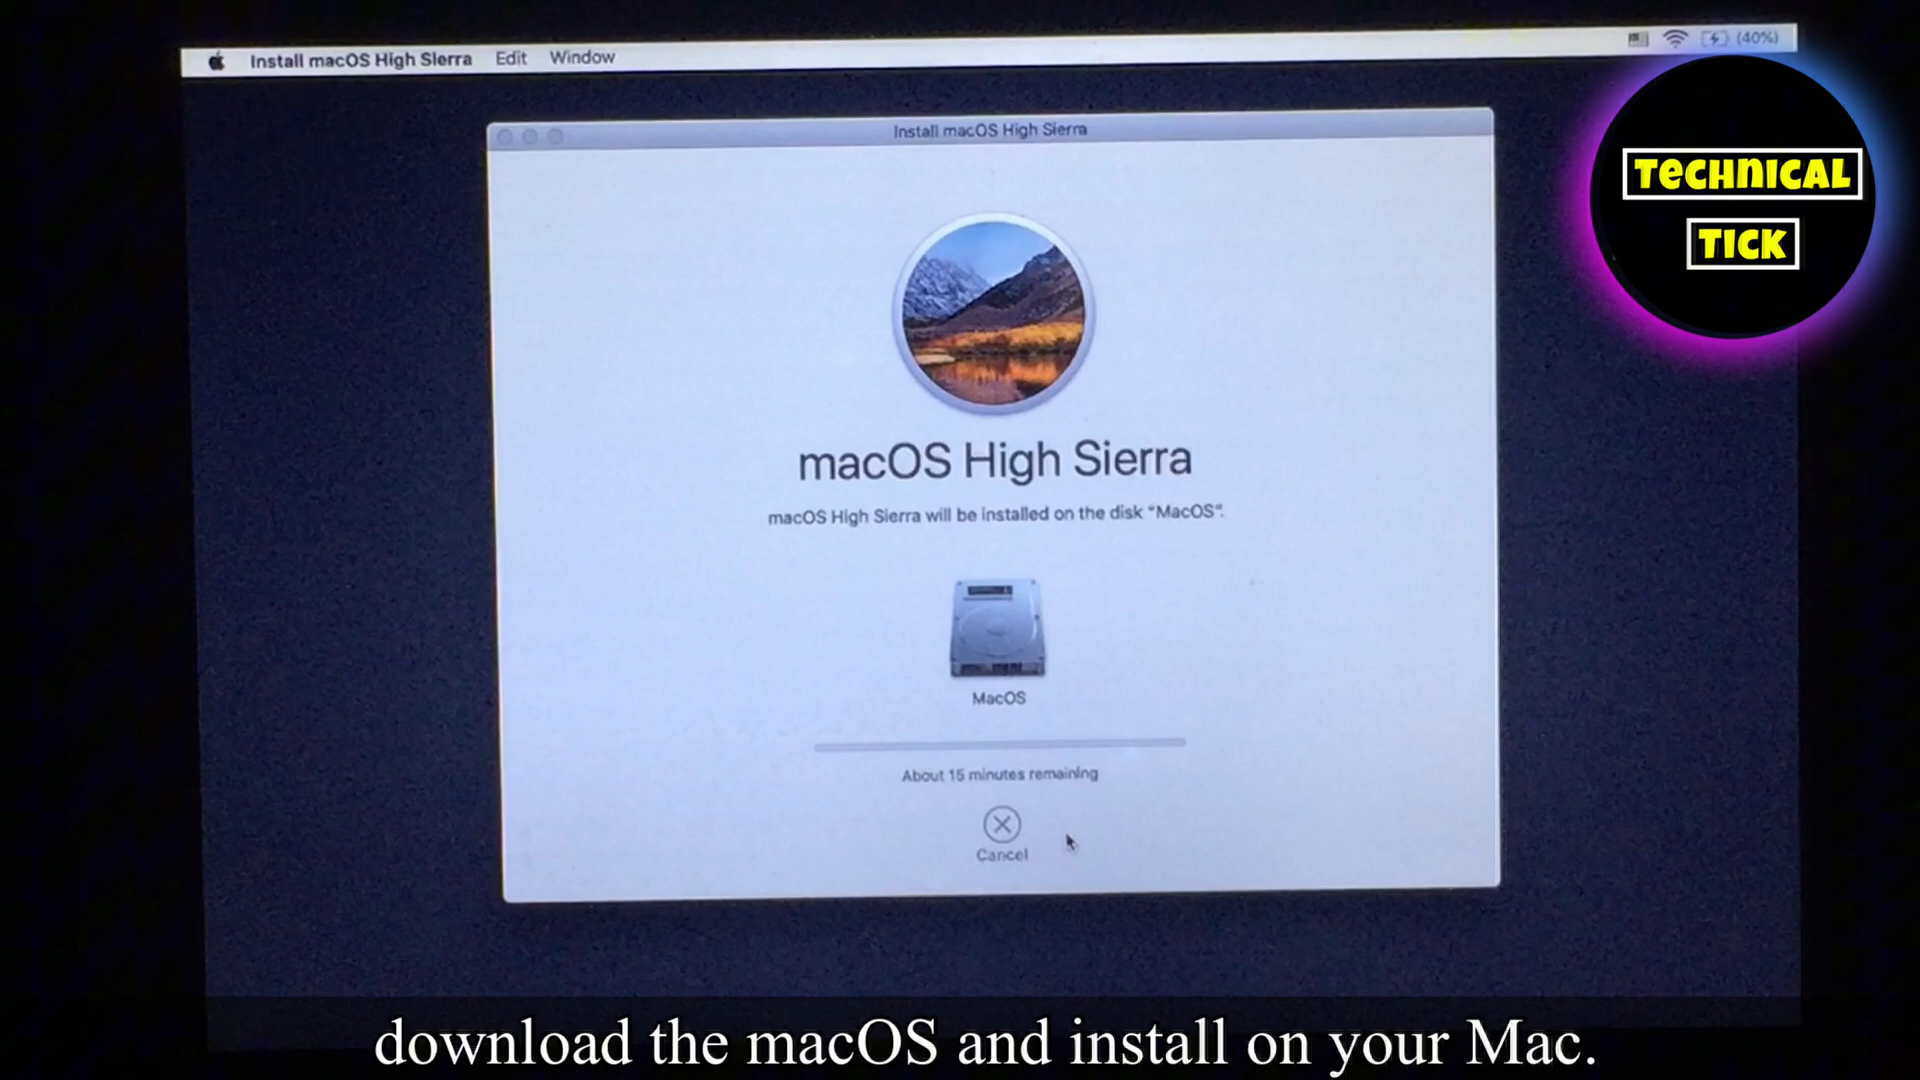 Install macOS High Sierra Edit Window (40%)
Install macOS High Sierra
TECHNICAL
TICK
macOS High Sierra
macOS High Sierra will be installed on the disk "MacOS".
MacOS
About 15 minutes remaining
Cancel
download the macOS and install on your Mac.